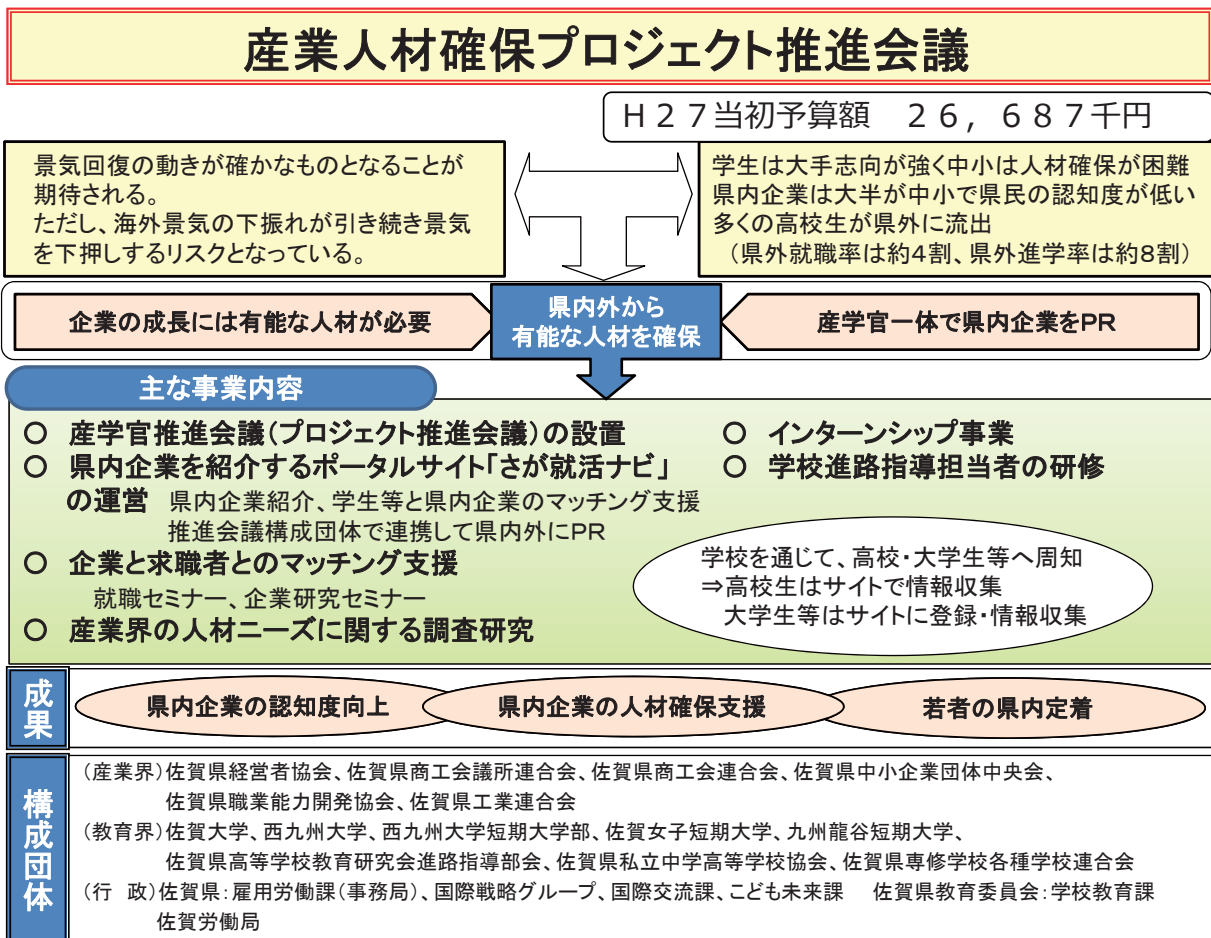 産業人材確保プロジェクト推進会議
H27当初予算額　26,687千円
景気回復の動きが確かなものとなることが
期待される。
ただし、海外景気の下振れが引き続き景気
を下押しするリスクとなっている。
学生は大手志向が強く中小は人材確保が困難
県内企業は大半が中小で県民の認知度が低い
多くの高校生が県外に流出
（県外就職率は約4割、県外進学率は約8割）
企業の成長には有能な人材が必要
県内外から
有能な人材を確保
産学官一体で県内企業をPR
主な事業内容
○ 産学官推進会議(プロジェクト推進会議)の設置
○ 県内企業を紹介するポータルサイト「さが就活ナビ」
の運営　県内企業紹介、学生等と県内企業のマッチング支援
推進会議構成団体で連携して県内外にPR
○ 企業と求職者とのマッチング支援
就職セミナー、企業研究セミナー
○ 産業界の人材ニーズに関する調査研究
○ インターンシップ事業
○ 学校進路指導担当者の研修
学校を通じて、高校・大学生等へ周知
⇒高校生はサイトで情報収集
大学生等はサイトに登録・情報収集
成果
県内企業の認知度向上
県内企業の人材確保支援
若者の県内定着
構成団体
（産業界）佐賀県経営者協会、佐賀県商工会議所連合会、佐賀県商工会連合会、佐賀県中小企業団体中央会、
佐賀県職業能力開発協会、佐賀県工業連合会
（教育界）佐賀大学、西九州大学、西九州大学短期大学部、佐賀女子短期大学、九州龍谷短期大学、
佐賀県高等学校教育研究会進路指導部会、佐賀県私立中学高等学校協会、佐賀県専修学校各種学校連合会
（行　政）佐賀県：雇用労働課（事務局）、国際戦略グループ、国際交流課、こども未来課　佐賀県教育委員会：学校教育課
佐賀労働局